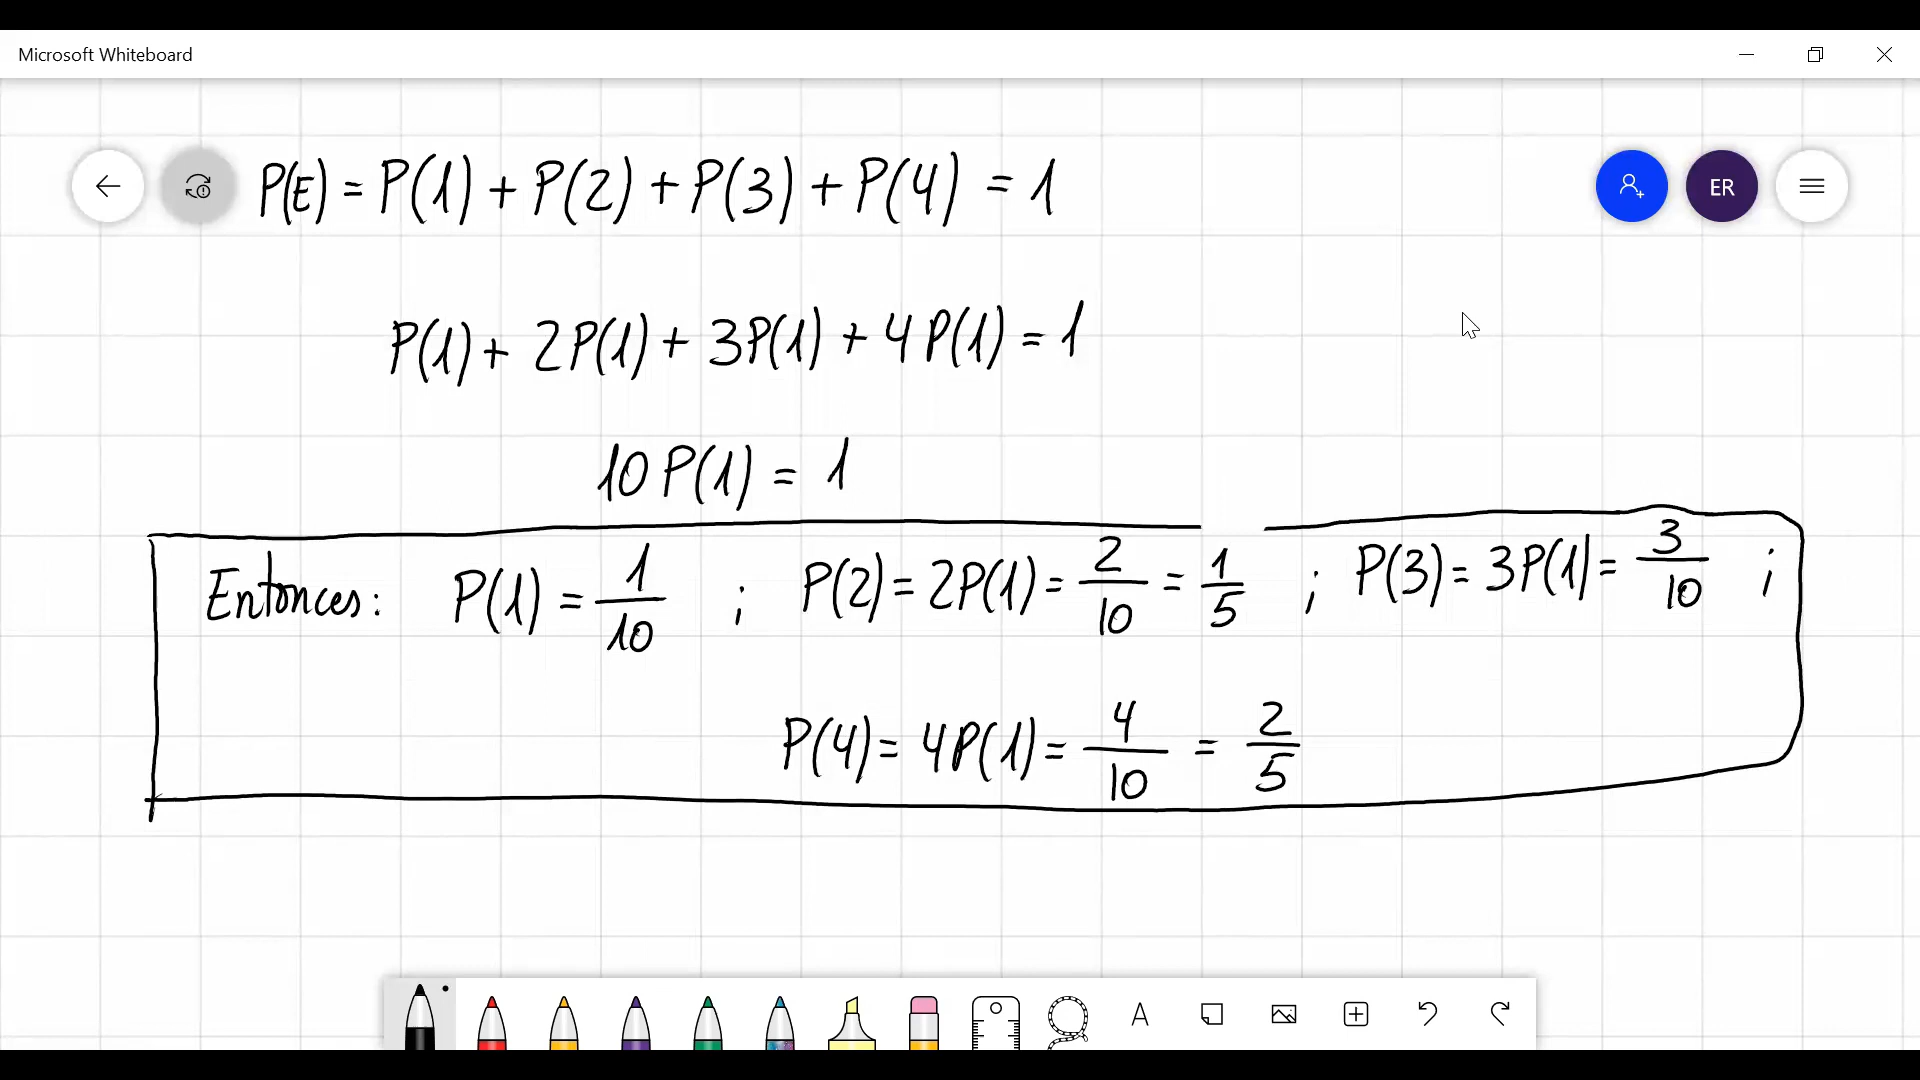 Microsoft Whiteboard
P(E) = P(1) + P(2) + P(3) + P(4) = 1
ER
P(1) + 2P(1) + 3P(1) + 4P(1) = 1
10P(1) = 1
Entonces: P(1) = 1/10 ; P(2) = 2P(1) = 2/10 = 1/5 ; P(3) = 3P(1) = 3/10 ;
P(4) = 4P(1) = 4/10 = 2/5
A